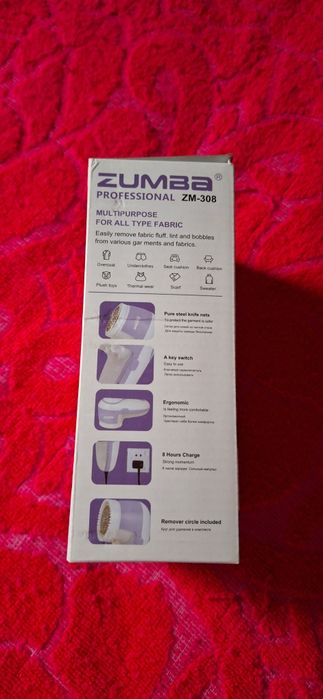 ZUMBA®
PROFESSIONAL ZM-308
MULTIPURPOSE
FOR ALL TYPE FABRIC
Easily remove fabric fluff, lint and bobbles
from various gar ments and fabrics.
Overcoat Underclothes Seat cushion Back cushion
Plush toys Thermal wear Scarf Sweater
Pure steel knife nets
To protect the garment is safer
A key switch
Easy to use
Ergonomic
Is feeling more comfortable
8 Hours Charge
Strong momentum
Remover circle included